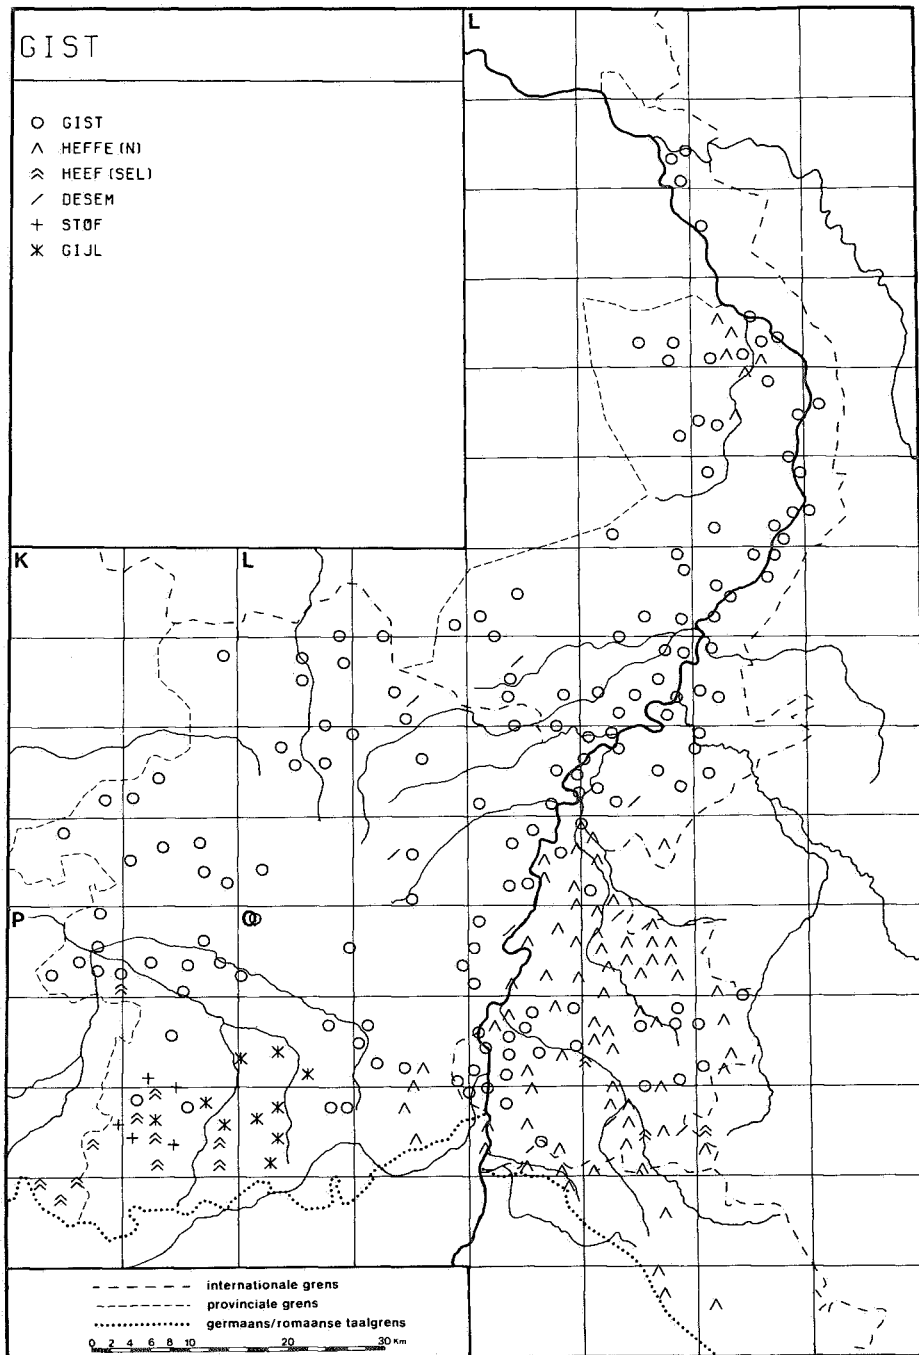 GIST
L
O GIST
∧ HEFFE(N)
⩓ HEEF(SEL)
/ DESEM
+ STØF
ж GIJL
K
L
P
internationale grens
provinciale grens
germaans/romaanse taalgrens
0 2 4 6 8 10 20 30 Km